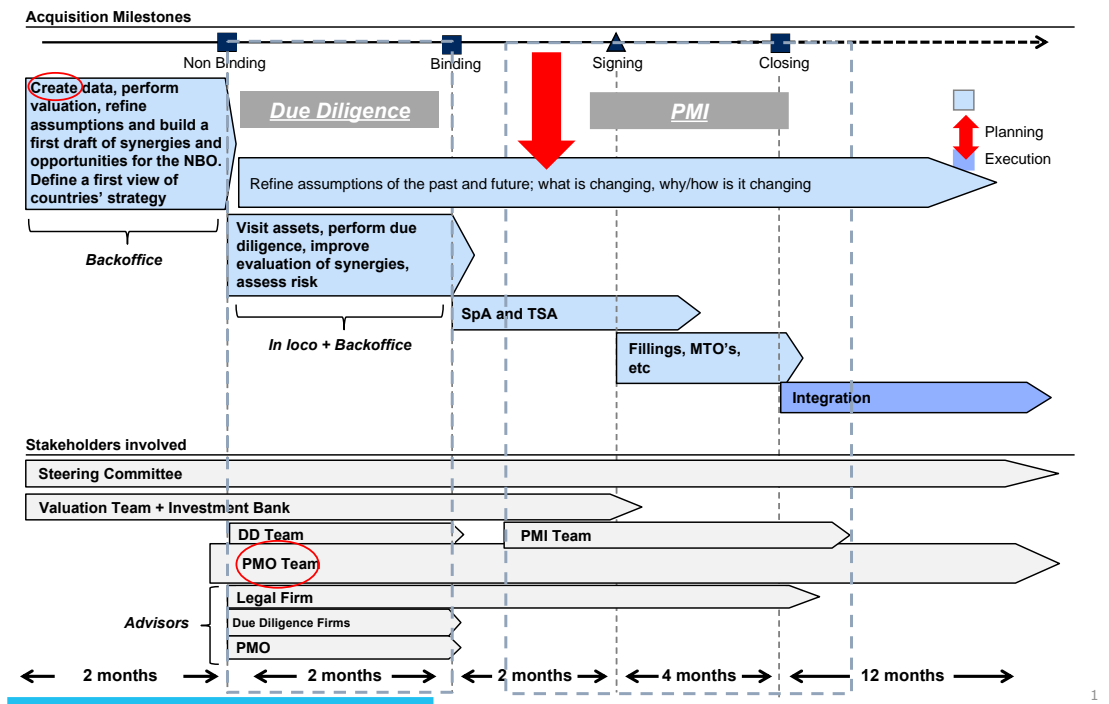 Acquisition Milestones
Non Binding
Binding
Signing
Closing
Create data, perform
valuation, refine
assumptions and build a
first draft of synergies and
opportunities for the NBO.
Define a first view of
countries' strategy
Due Diligence
PMI
Planning
Execution
Refine assumptions of the past and future; what is changing, why/how is it changing
Backoffice
Visit assets, perform due
diligence, improve
evaluation of synergies,
assess risk
In loco + Backoffice
SpA and TSA
Fillings, MTO's,
etc
Integration
Stakeholders involved
Steering Committee
Valuation Team + Investment Bank
DD Team
PMI Team
PMO Team
Legal Firm
Advisors
Due Diligence Firms
PMO
2 months
2 months
2 months
4 months
12 months
1